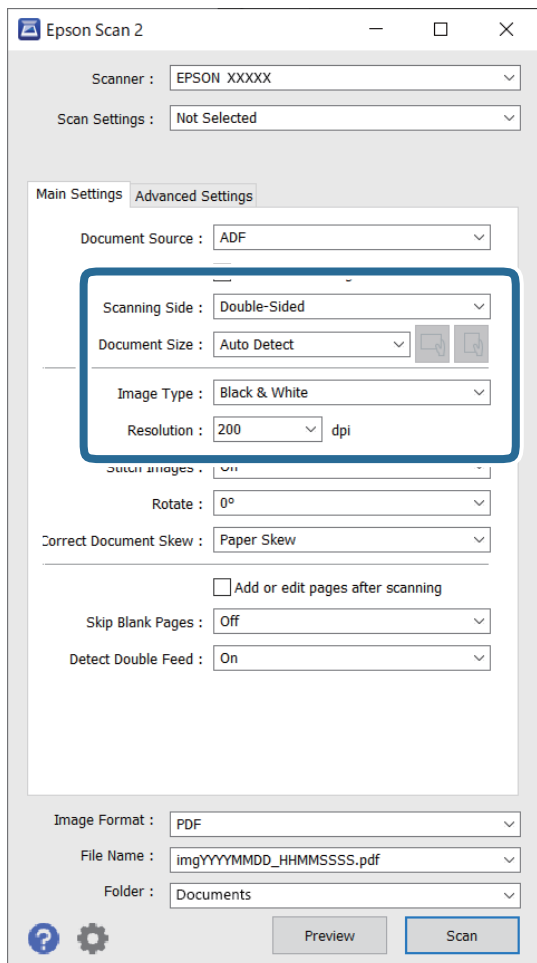 Epson Scan 2
Scanner : EPSON XXXXX
Scan Settings : Not Selected
Main Settings Advanced Settings
Document Source : ADF
Scanning Side : Double-Sided
Document Size : Auto Detect
Image Type : Black & White
Resolution : 200 dpi
Stitch Images : Off
Rotate : 0°
Correct Document Skew : Paper Skew
Add or edit pages after scanning
Skip Blank Pages : Off
Detect Double Feed : On
Image Format : PDF
File Name : imgYYYYMMDD_HHMMSSSS.pdf
Folder : Documents
? Preview Scan